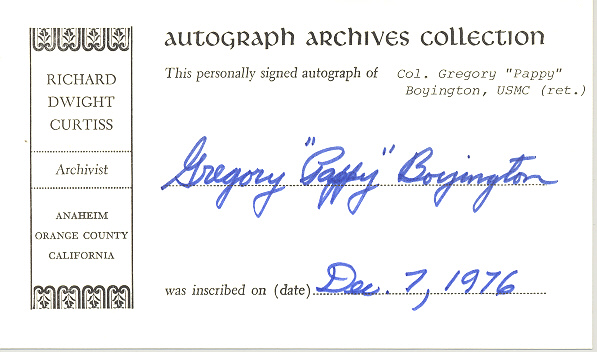 RICHARD
DWIGHT
CURTISS
Archivist
ANAHEIM
ORANGE COUNTY
CALIFORNIA
autograph archives collection
This personally signed autograph of Col. Gregory "Pappy"
Boyington, USMC (ret.)
Gregory "Pappy" Boyington
was inscribed on (date) Dec. 7, 1976